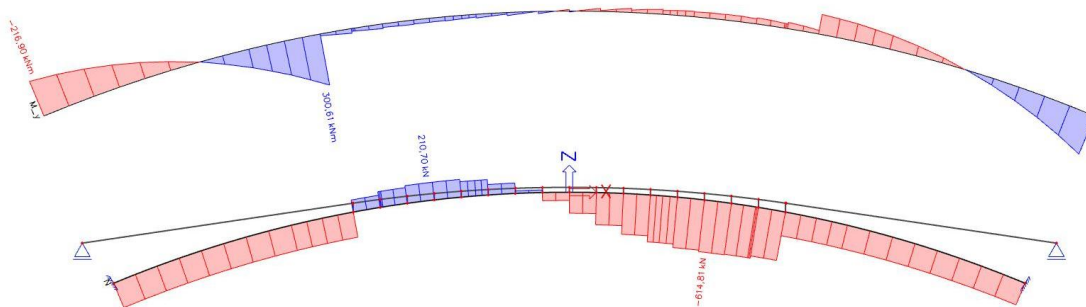 -216,90 kNm
M_y
300,61 kNm
210,70 kN
Z
X
N
-614,81 kN